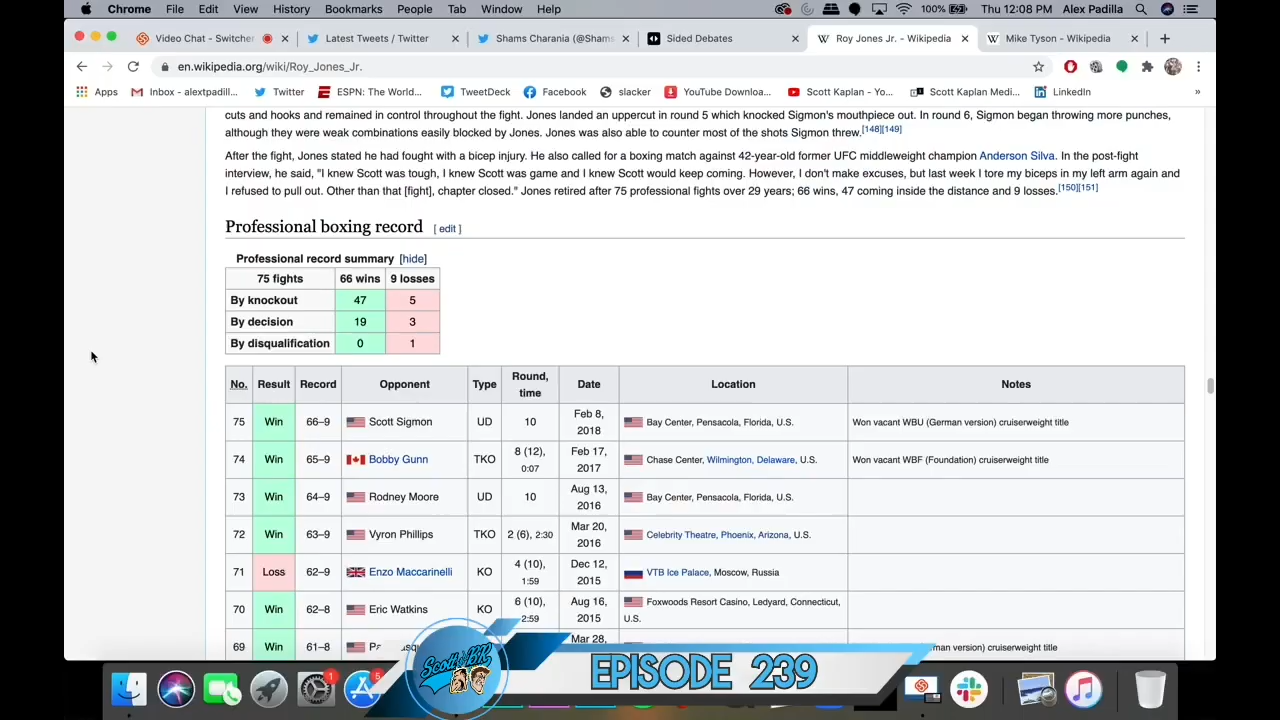 Chrome File Edit View History Bookmarks People Tab Window Help 100% Thu 12:08 PM Alex Padilla
Video Chat - Switcher Latest Tweets / Twitter Shams Charania (@Shams Sided Debates Roy Jones Jr. - Wikipedia Mike Tyson - Wikipedia
en.wikipedia.org/wiki/Roy_Jones_Jr.
Apps Inbox - alextpadill... Twitter ESPN: The World... TweetDeck Facebook slacker YouTube Downloa... Scott Kaplan - Yo... Scott Kaplan Medi... LinkedIn »
cuts and hooks and remained in control throughout the fight. Jones landed an uppercut in round 5 which knocked Sigmon's mouthpiece out. In round 6, Sigmon began throwing more punches,
although they were weak combinations easily blocked by Jones. Jones was also able to counter most of the shots Sigmon threw.[148][149]
After the fight, Jones stated he had fought with a bicep injury. He also called for a boxing match against 42-year-old former UFC middleweight champion Anderson Silva. In the post-fight
interview, he said, "I knew Scott was tough, I knew Scott was game and I knew Scott would keep coming. However, I don't make excuses, but last week I tore my biceps in my left arm again and
I refused to pull out. Other than that [fight], chapter closed." Jones retired after 75 professional fights over 29 years; 66 wins, 47 coming inside the distance and 9 losses.[150][151]
Professional boxing record [ edit ]
Professional record summary [hide]
75 fights 66 wins 9 losses
By knockout 47 5
By decision 19 3
By disqualification 0 1
No. Result Record Opponent Type Round, time Date Location Notes
75 Win 66–9 Scott Sigmon UD 10 Feb 8, 2018 Bay Center, Pensacola, Florida, U.S. Won vacant WBU (German version) cruiserweight title
74 Win 65–9 Bobby Gunn TKO 8 (12), 0:07 Feb 17, 2017 Chase Center, Wilmington, Delaware, U.S. Won vacant WBF (Foundation) cruiserweight title
73 Win 64–9 Rodney Moore UD 10 Aug 13, 2016 Bay Center, Pensacola, Florida, U.S.
72 Win 63–9 Vyron Phillips TKO 2 (6), 2:30 Mar 20, 2016 Celebrity Theatre, Phoenix, Arizona, U.S.
71 Loss 62–9 Enzo Maccarinelli KO 4 (10), 1:59 Dec 12, 2015 VTB Ice Palace, Moscow, Russia
70 Win 62–8 Eric Watkins KO 6 (10), 2:59 Aug 16, 2015 Foxwoods Resort Casino, Ledyard, Connecticut, U.S.
69 Win 61–8 Mar 28, version) cruiserweight title
EPISODE 239